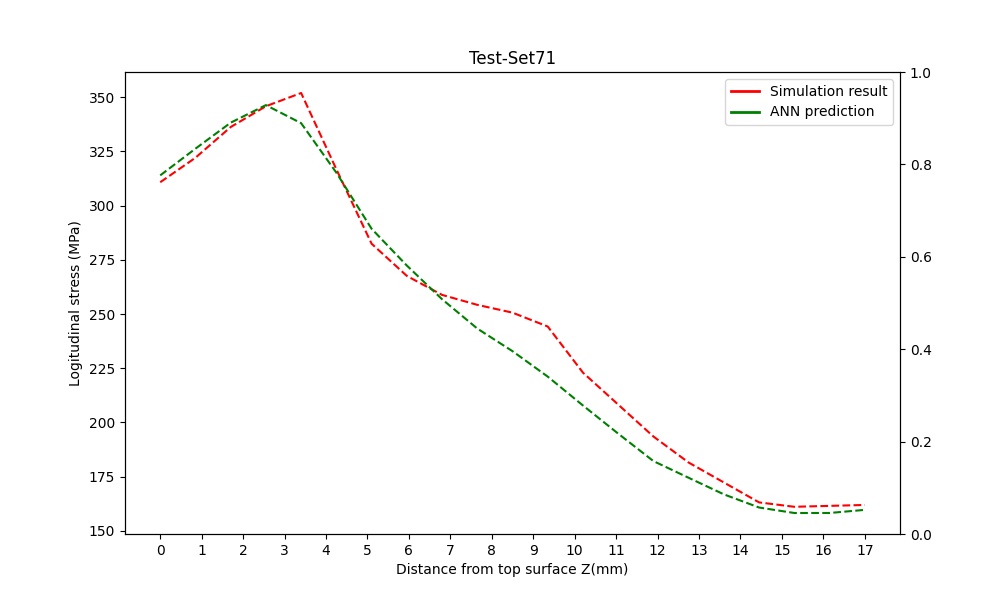 Test-Set71
Simulation result
ANN prediction
Logitudinal stress (MPa)
350
325
300
275
250
225
200
175
150
1.0
0.8
0.6
0.4
0.2
0.0
0 1 2 3 4 5 6 7 8 9 10 11 12 13 14 15 16 17
Distance from top surface Z(mm)